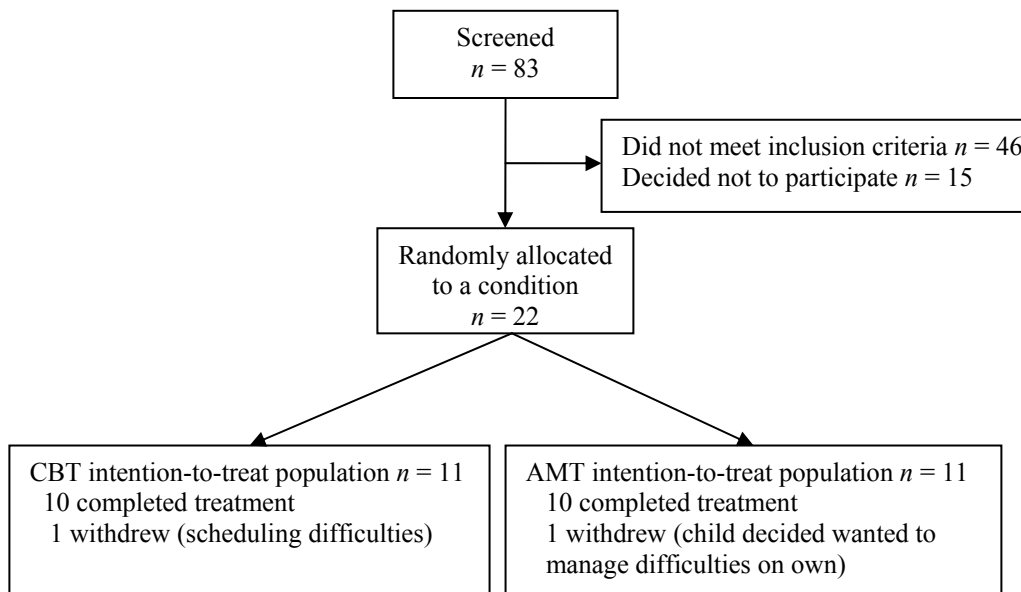 Screened
n = 83
Did not meet inclusion criteria n = 46
Decided not to participate n = 15
Randomly allocated
to a condition
n = 22
CBT intention-to-treat population n = 11
10 completed treatment
1 withdrew (scheduling difficulties)
AMT intention-to-treat population n = 11
10 completed treatment
1 withdrew (child decided wanted to
manage difficulties on own)